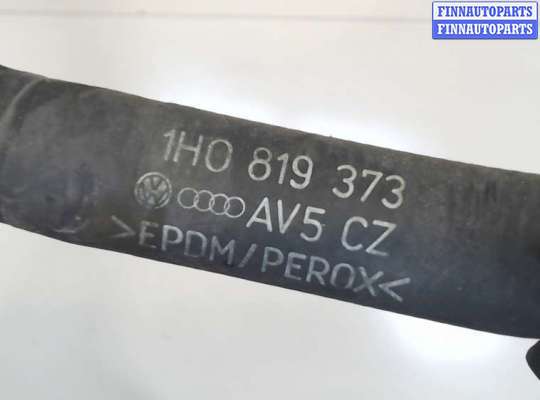 FINNAUTOPARTS
FINNAUTOPARTS
1H0 819 373
AV5 CZ
>EPDM/PEROX<